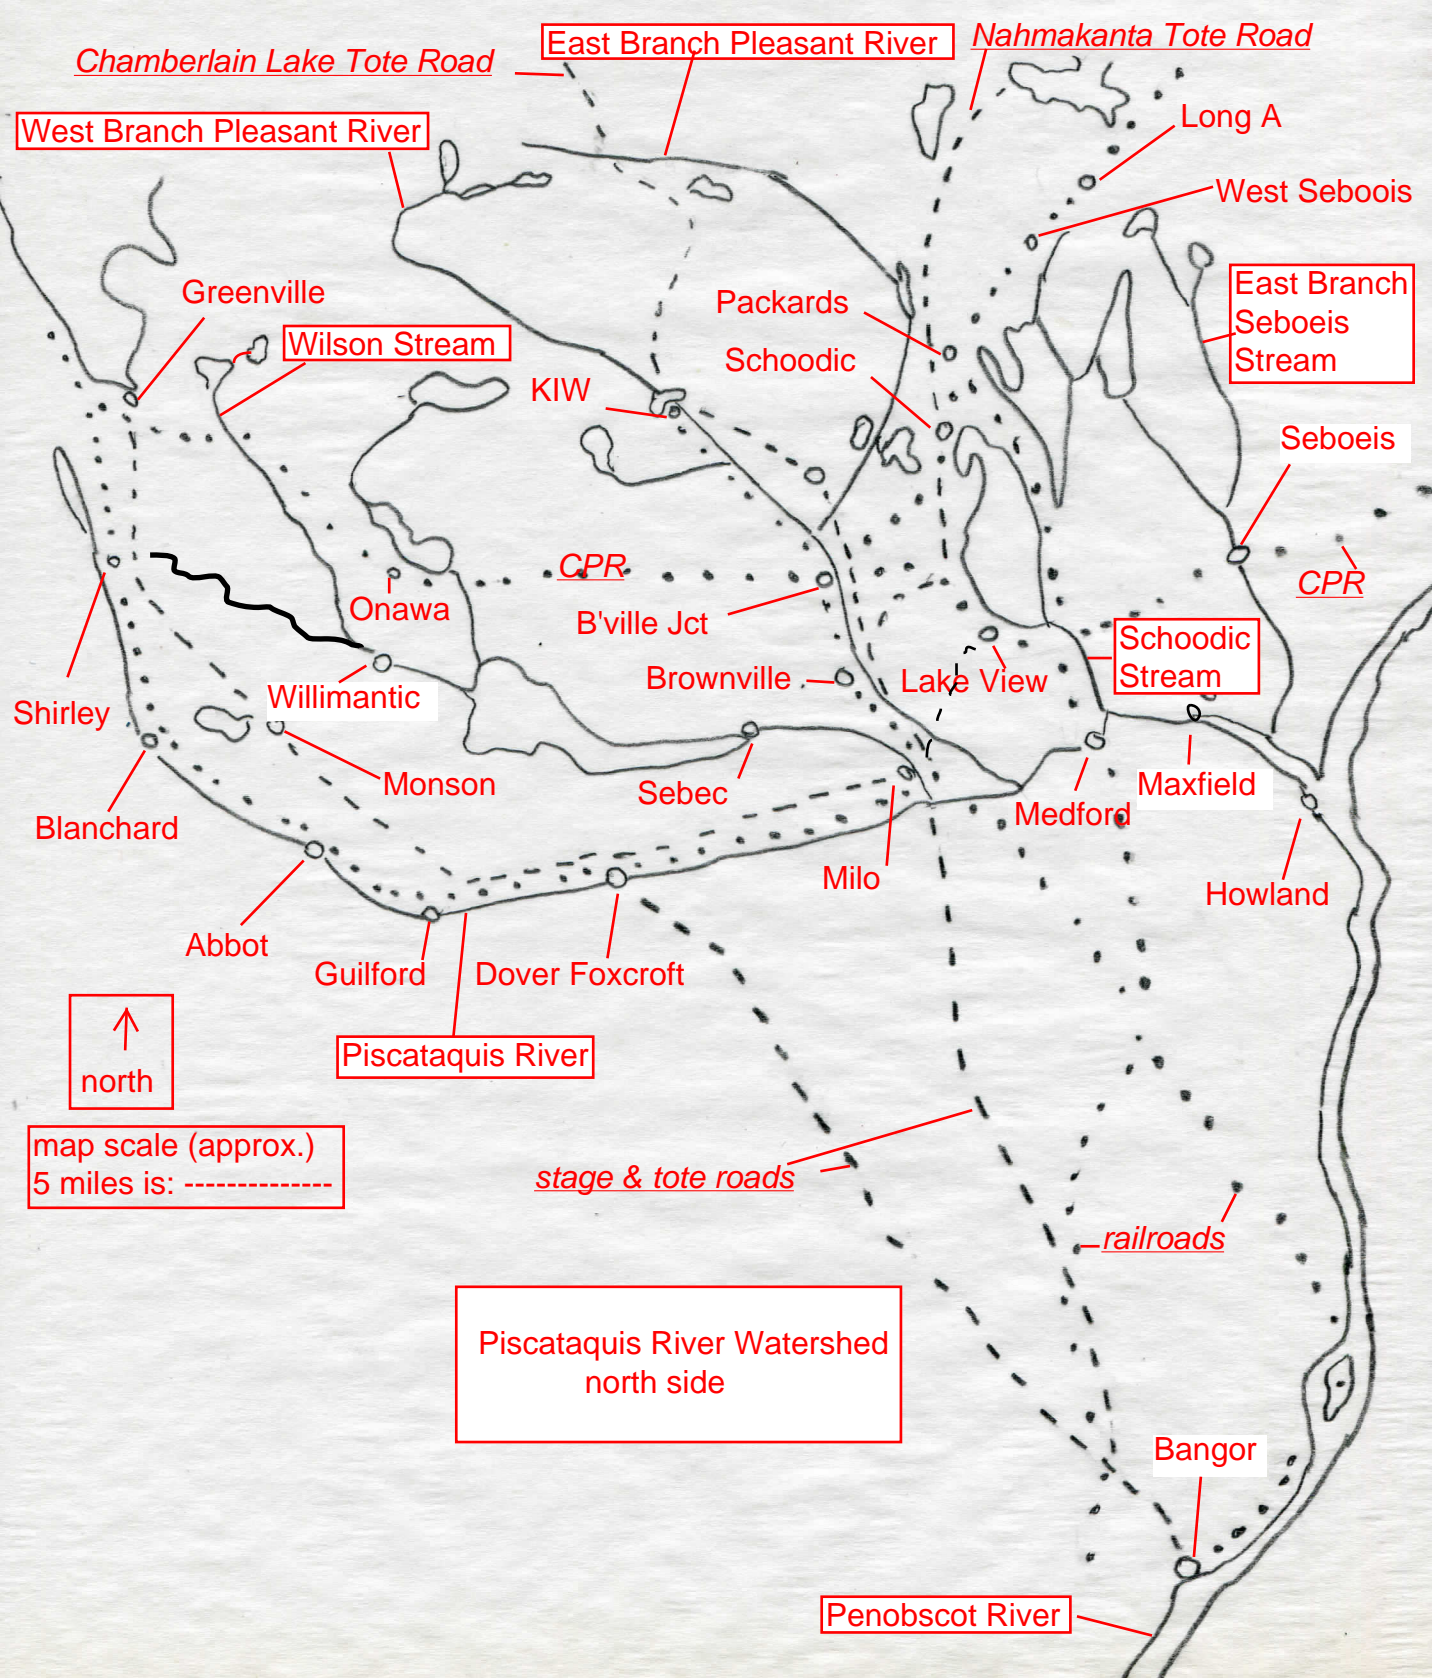 East Branch Pleasant River
Nahmakanta Tote Road
Chamberlain Lake Tote Road
Long A
West Branch Pleasant River
West Seboois
Greenville
East Branch
Seboeis
Stream
Packards
Wilson Stream
Schoodic
KIW
Seboeis
CPR
CPR
Onawa
B'ville Jct
Schoodic
Stream
Brownville
Lake View
Willimantic
Shirley
Monson
Sebec
Maxfield
Medford
Blanchard
Milo
Howland
Abbot
Guilford
Dover Foxcroft
Piscataquis River
north
map scale (approx.)
5 miles is: --------------
stage & tote roads
railroads
Piscataquis River Watershed
north side
Bangor
Penobscot River